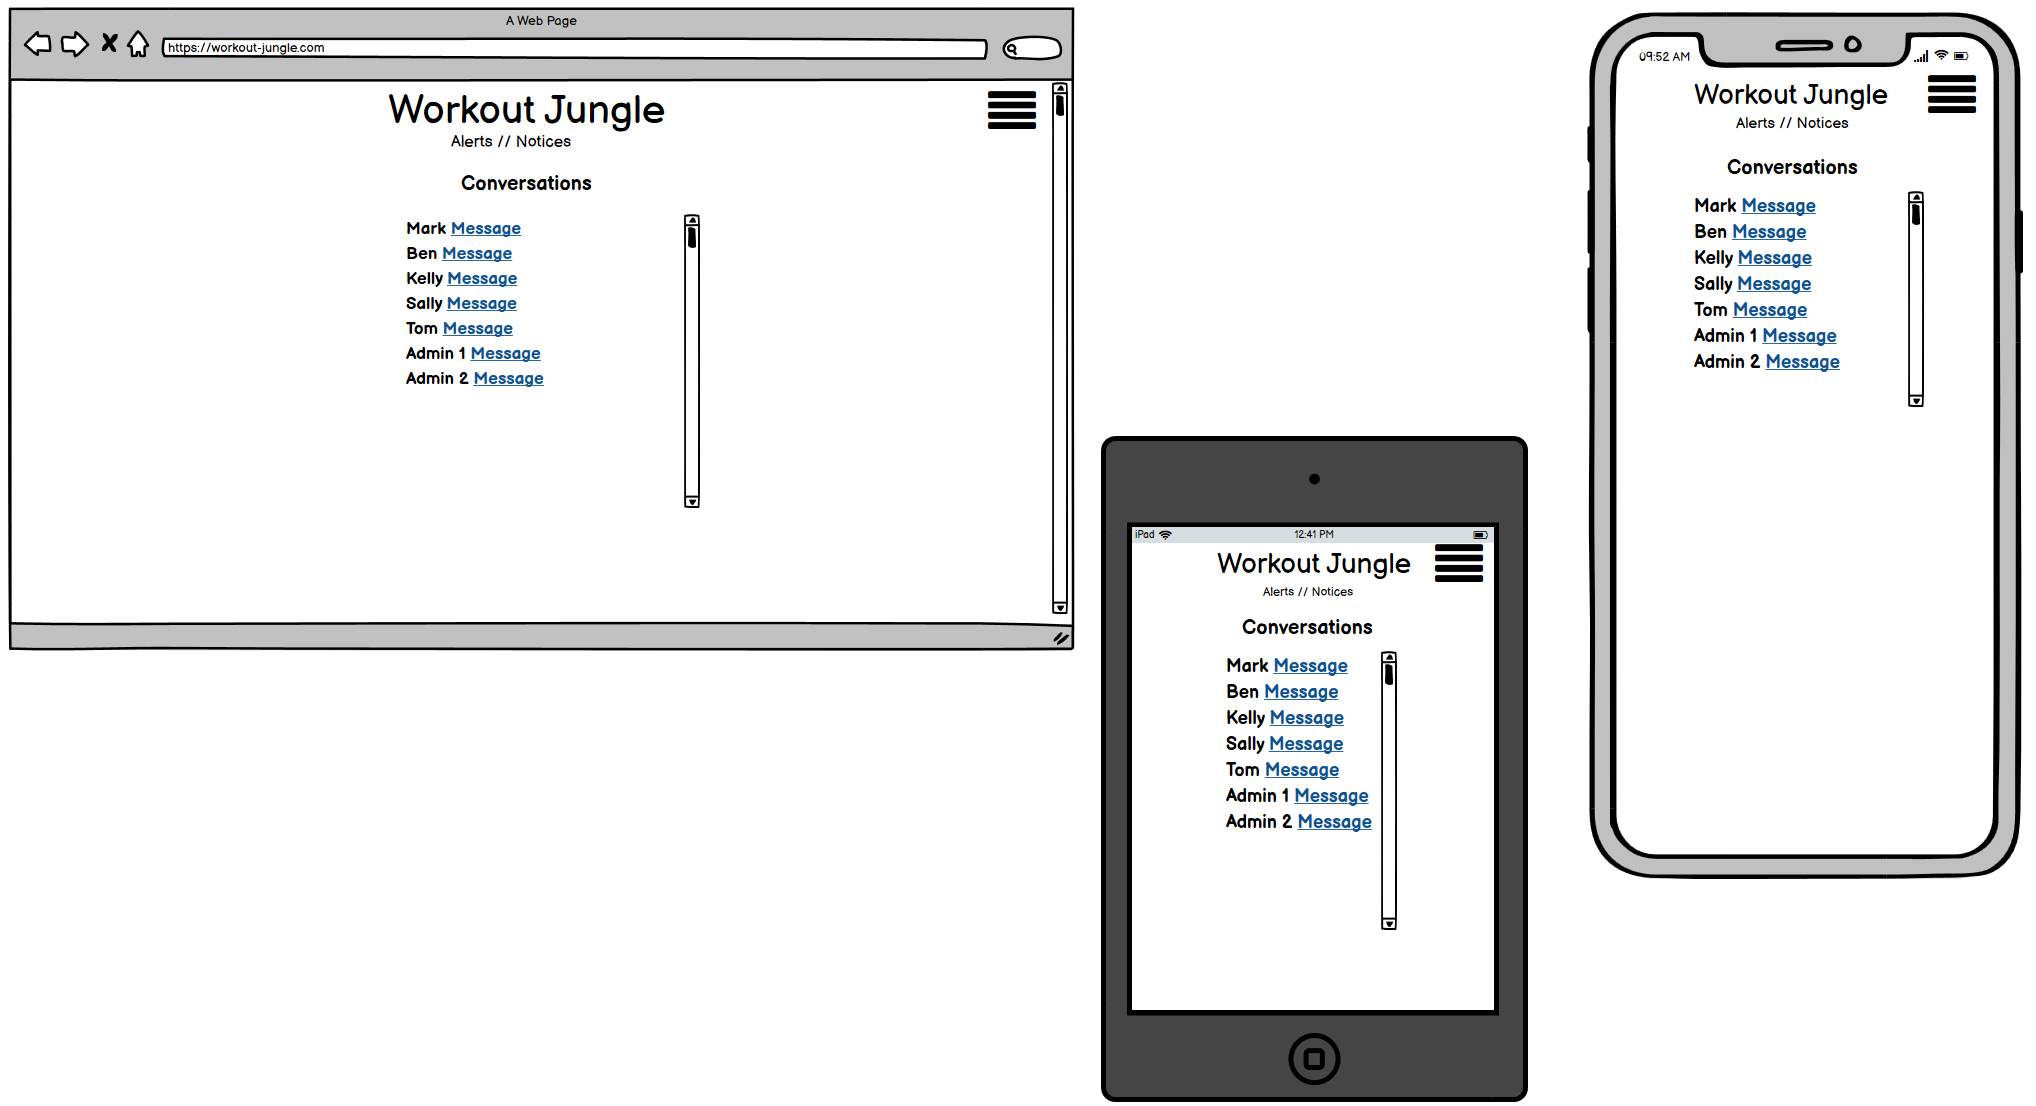 A Web Page
https://workout-jungle.com
Workout Jungle
Alerts // Notices
Conversations
Mark Message
Ben Message
Kelly Message
Sally Message
Tom Message
Admin 1 Message
Admin 2 Message
iPad 12:41 PM
Workout Jungle
Alerts // Notices
Conversations
Mark Message
Ben Message
Kelly Message
Sally Message
Tom Message
Admin 1 Message
Admin 2 Message
09:52 AM
Workout Jungle
Alerts // Notices
Conversations
Mark Message
Ben Message
Kelly Message
Sally Message
Tom Message
Admin 1 Message
Admin 2 Message